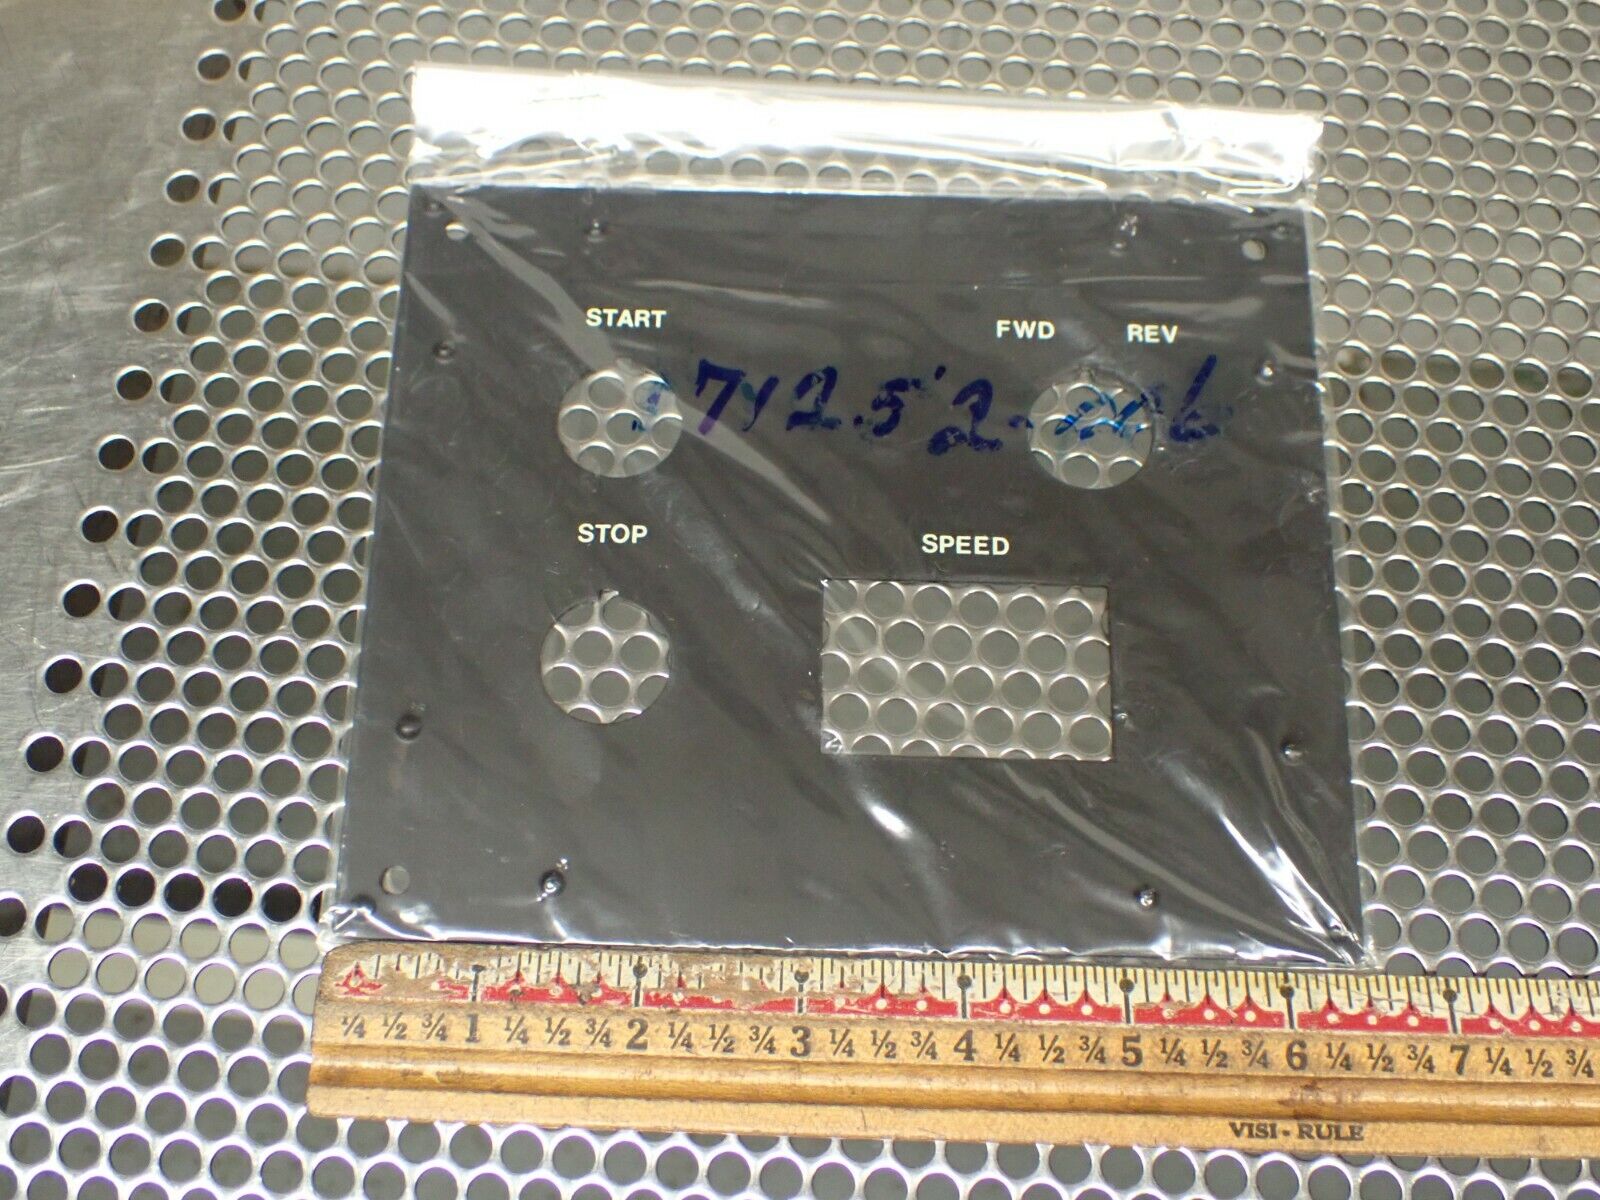 START
FWD REV
STOP
SPEED
¼ ½ ¾ 1 ¼ ½ ¾ 2 ¼ ½ ¾ 3 ¼ ½ ¾ 4 ¼ ½ ¾ 5 ¼ ½ ¾ 6 ¼ ½ ¾ 7 ¼ ½ ¾
VISI - RULE